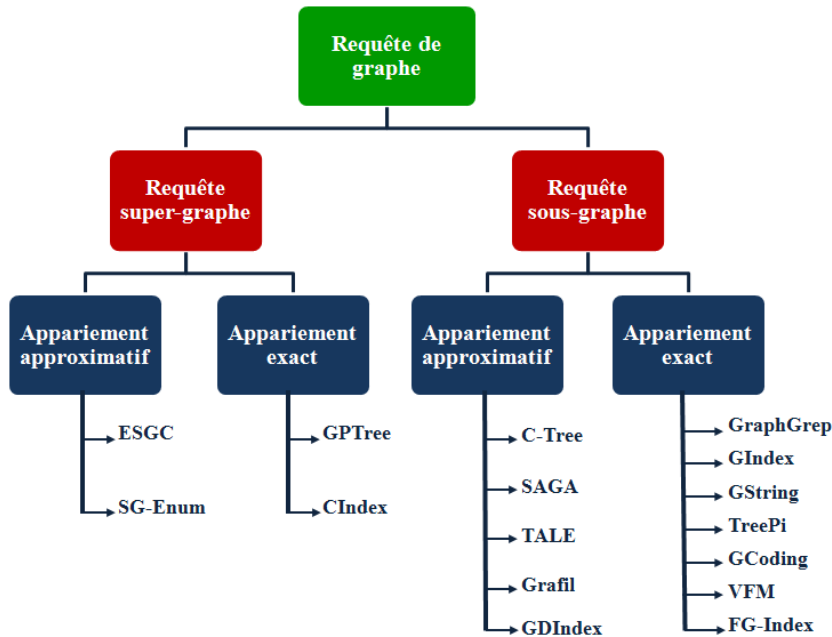 Requête de
graphe
Requête
super-graphe
Requête
sous-graphe
Appariement
approximatif
Appariement
exact
Appariement
approximatif
Appariement
exact
ESGC
SG-Enum
GPTree
CIndex
C-Tree
SAGA
TALE
Grafil
GDIndex
GraphGrep
GIndex
GString
TreePi
GCoding
VFM
FG-Index